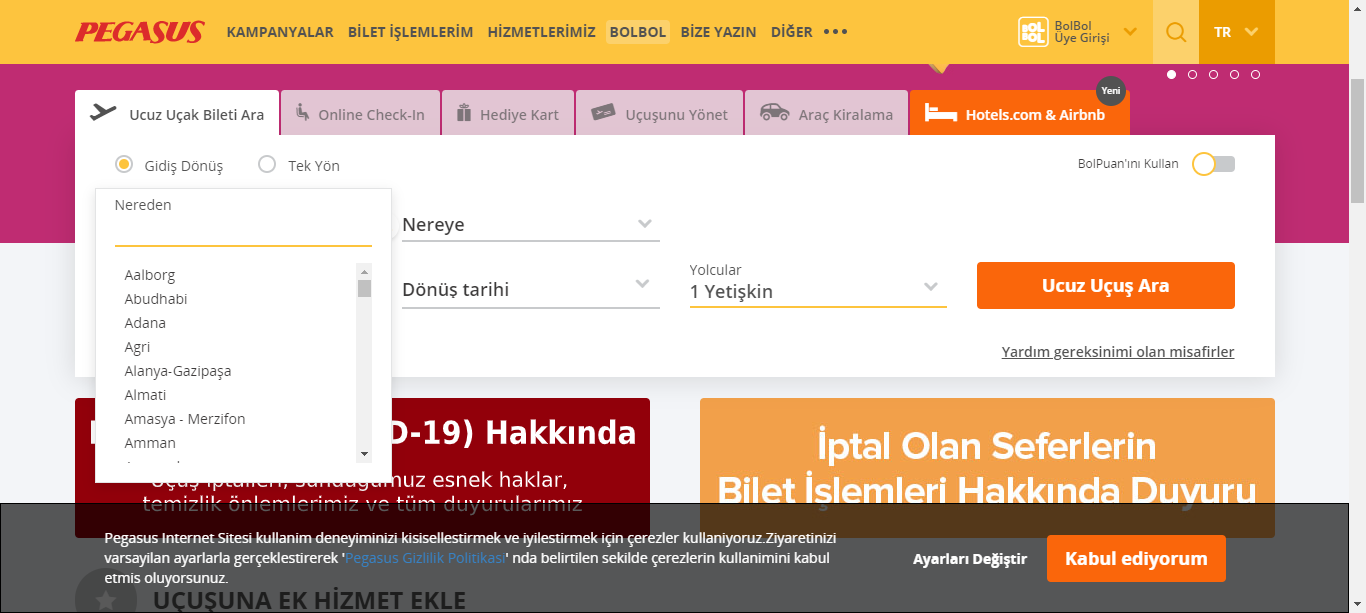 PEGASUS KAMPANYALAR BİLET İŞLEMLERİM HİZMETLERİMİZ BOLBOL BİZE YAZIN DİĞER •••
BOL BOL
BolBol
Üye Girişi
TR
Yeni
Ucuz Uçak Bileti Ara Online Check-In Hediye Kart Uçuşunu Yönet Araç Kiralama Hotels.com & Airbnb
Gidiş Dönüş Tek Yön BolPuan'ını Kullan
Nereden
Nereye
Aalborg
Abudhabi
Adana
Agri
Alanya-Gazipaşa
Almati
Amasya - Merzifon
Amman
Dönüş tarihi
Yolcular
1 Yetişkin
Ucuz Uçuş Ara
Yardım gereksinimi olan misafirler
D-19) Hakkında
Uçuş iptalleri, sunduğumuz esnek haklar,
temizlik önlemlerimiz ve tüm duyurularımız
İptal Olan Seferlerin
Bilet İşlemleri Hakkında Duyuru
Pegasus Internet Sitesi kullanim deneyiminizi kisisellestirmek ve iyilestirmek için çerezler kullaniyoruz.Ziyaretinizi
varsayilan ayarlarla gerçeklestirerek 'Pegasus Gizlilik Politikasi' nda belirtilen sekilde çerezlerin kullanimini kabul
etmis oluyorsunuz.
Ayarları Değiştir
Kabul ediyorum
UÇUŞUNA EK HİZMET EKLE